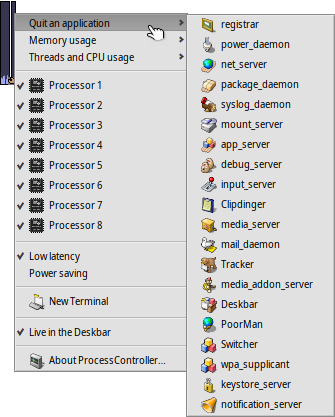 Quit an application
Memory usage
Threads and CPU usage
Processor 1
Processor 2
Processor 3
Processor 4
Processor 5
Processor 6
Processor 7
Processor 8
Low latency
Power saving
New Terminal
Live in the Deskbar
About ProcessController...
registrar
power_daemon
net_server
package_daemon
syslog_daemon
mount_server
app_server
debug_server
input_server
Clipdinger
media_server
mail_daemon
Tracker
media_addon_server
Deskbar
PoorMan
Switcher
wpa_supplicant
keystore_server
notification_server